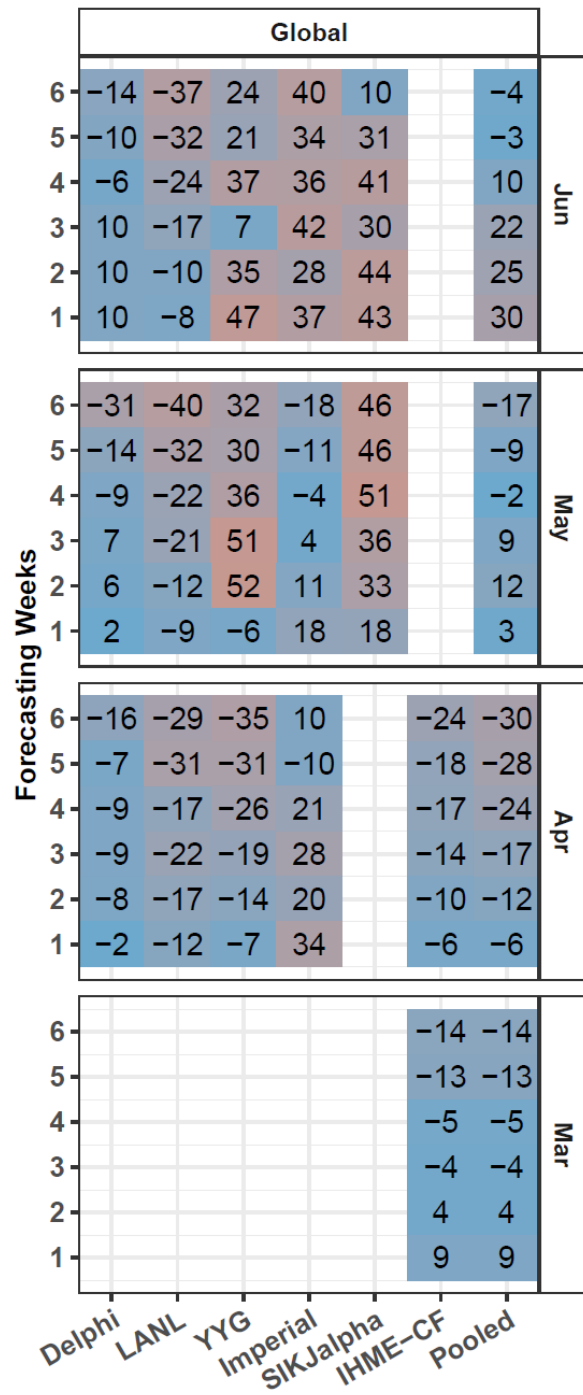 Global
6 −14 −37 24 40 10 −4
5 −10 −32 21 34 31 −3
4 −6 −24 37 36 41 10
3 10 −17 7 42 30 22
2 10 −10 35 28 44 25
1 10 −8 47 37 43 30
Jun
6 −31 −40 32 −18 46 −17
5 −14 −32 30 −11 46 −9
4 −9 −22 36 −4 51 −2
3 7 −21 51 4 36 9
2 6 −12 52 11 33 12
1 2 −9 −6 18 18 3
May
Forecasting Weeks
6 −16 −29 −35 10 −24 −30
5 −7 −31 −31 −10 −18 −28
4 −9 −17 −26 21 −17 −24
3 −9 −22 −19 28 −14 −17
2 −8 −17 −14 20 −10 −12
1 −2 −12 −7 34 −6 −6
Apr
6 −14 −14
5 −13 −13
4 −5 −5
3 −4 −4
2 4 4
1 9 9
Mar
Delphi LANL YYG Imperial SIKJalpha IHME−CF Pooled